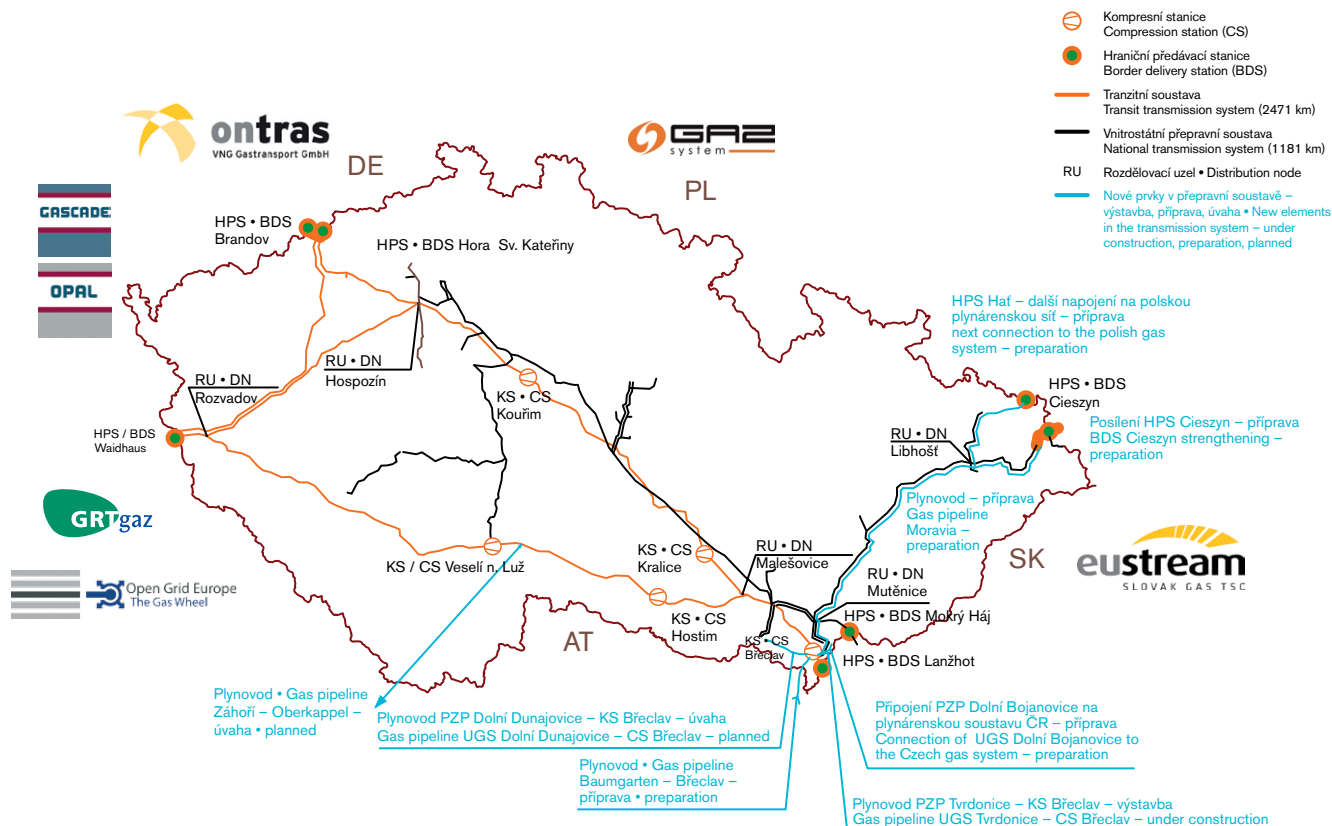 Kompresní stanice
Compression station (CS)
Hraniční předávací stanice
Border delivery station (BDS)
Tranzitní soustava
Transit transmission system (2471 km)
Vnitrostátní přepravní soustava
National transmission system (1181 km)
RU Rozdělovací uzel • Distribution node
Nové prvky v přepravní soustavě –
výstavba, příprava, úvaha • New elements
in the transmission system – under
construction, preparation, planned
ontras
VNG Gastransport GmbH
GAZ
system
DE
PL
GASCADE
OPAL
HPS • BDS
Brandov
HPS • BDS Hora Sv. Kateřiny
HPS Hať – další napojení na polskou
plynárenskou síť – příprava
next connection to the polish gas
system – preparation
RU • DN
Hospozín
RU • DN
Rozvadov
KS • CS
Kouřim
HPS • BDS
Cieszyn
Posílení HPS Cieszyn – příprava
BDS Cieszyn strengthening –
preparation
HPS / BDS
Waidhaus
RU • DN
Libhošť
Plynovod – příprava
Gas pipeline
Moravia –
preparation
GRTgaz
Open Grid Europe
The Gas Wheel
KS / CS Veselí n. Luž
KS • CS
Kralice
RU • DN
Malešovice
SK
eustream
SLOVAK GAS TSC
RU • DN
Mutěnice
KS • CS
Hostim
HPS • BDS Mokrý Háj
AT
KS • CS
Břeclav
HPS • BDS Lanžhot
Plynovod • Gas pipeline
Záhoří – Oberkappel –
úvaha • planned
Plynovod PZP Dolní Dunajovice – KS Břeclav – úvaha
Gas pipeline UGS Dolní Dunajovice – CS Břeclav – planned
Připojení PZP Dolní Bojanovice na
plynárenskou soustavu ČR – příprava
Connection of UGS Dolní Bojanovice to
the Czech gas system – preparation
Plynovod • Gas pipeline
Baumgarten – Břeclav –
příprava • preparation
Plynovod PZP Tvrdonice – KS Břeclav – výstavba
Gas pipeline UGS Tvrdonice – CS Břeclav – under construction